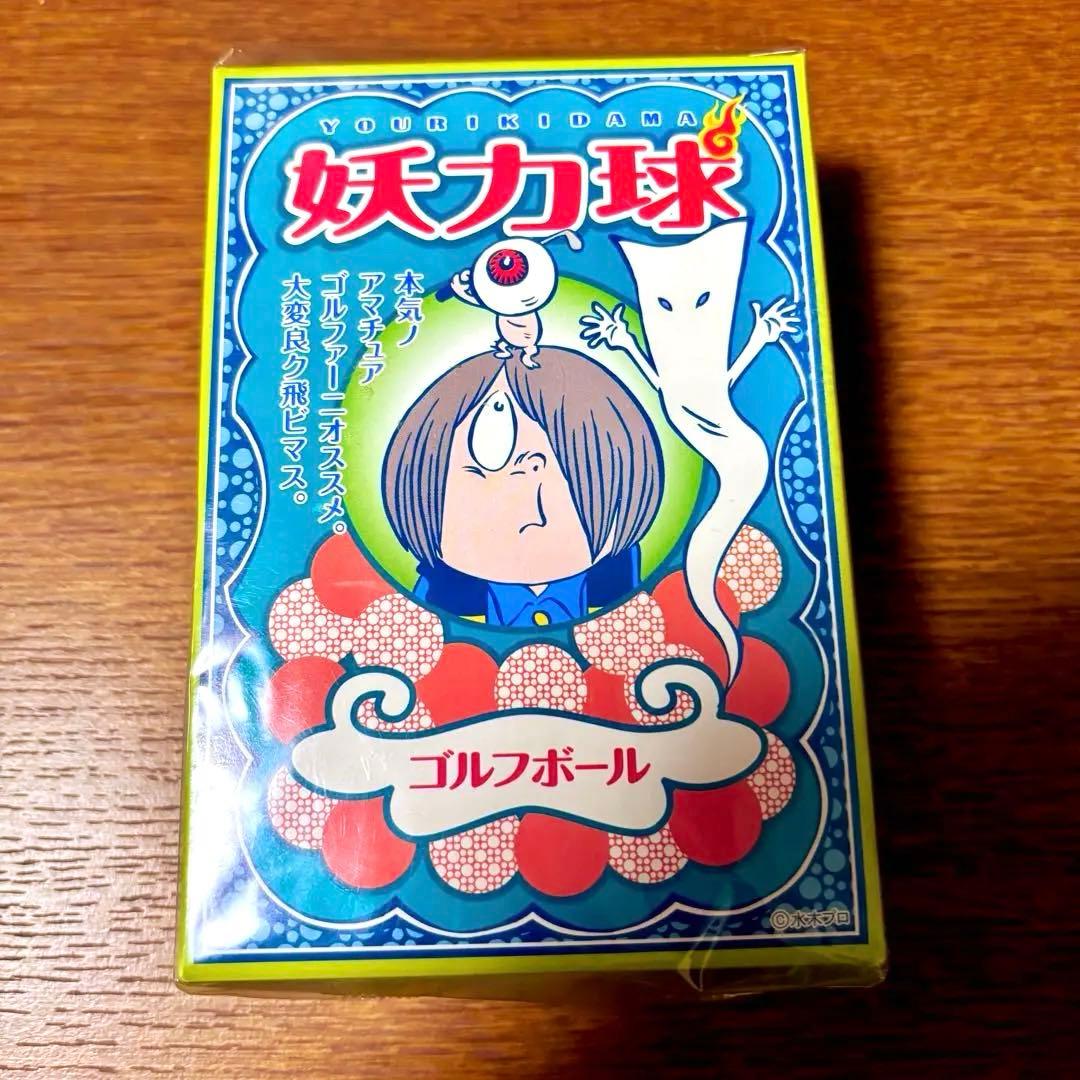 YOURIKIDAMA
妖力球
本気ノ
アマチュア
ゴルファーニオススメ。
大変良ク飛ビマス。
ゴルフボール
©水木プロ